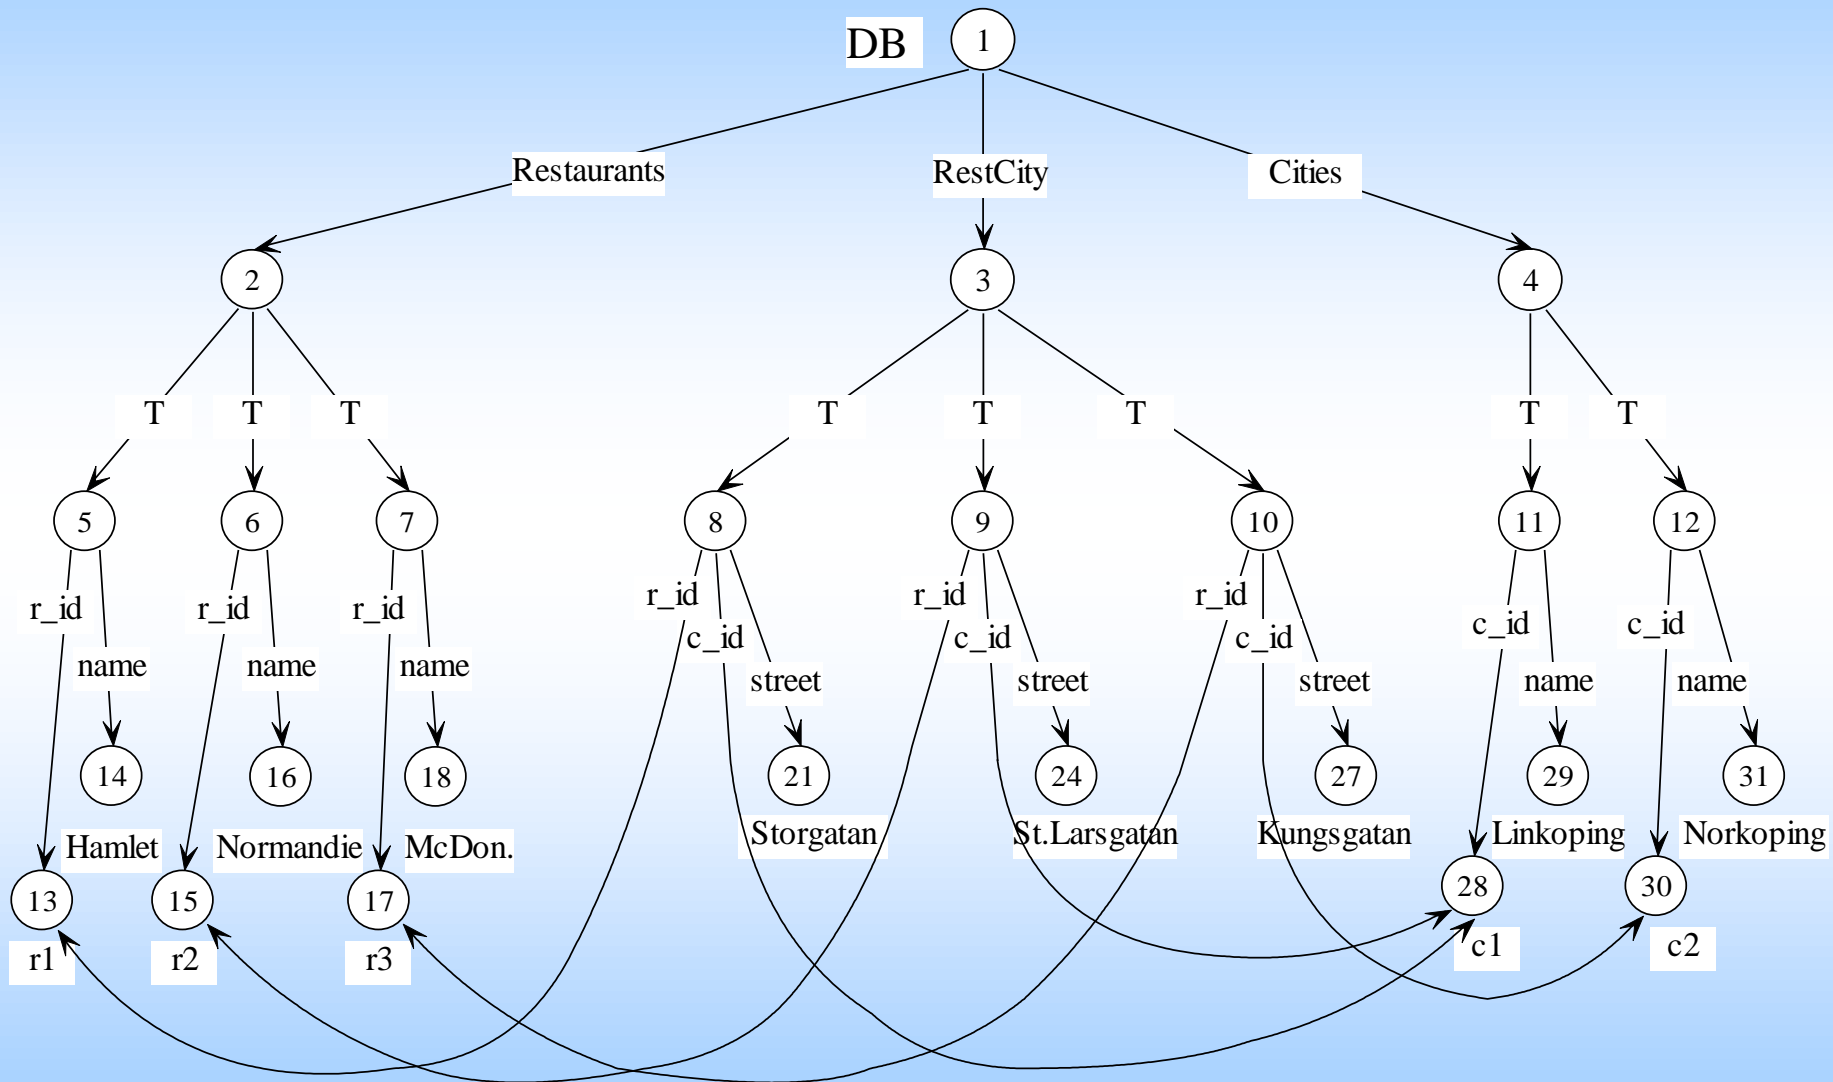 DB 1
Restaurants RestCity Cities
2 3 4
T T T T T T T T
5 6 7 8 9 10 11 12
r_id r_id r_id r_id r_id r_id c_id c_id
c_id c_id c_id
name name name street street street name name
14 16 18 21 24 27 29 31
Hamlet Normandie McDon. Storgatan St.Larsgatan Kungsgatan Linkoping Norkoping
13 15 17 28 30
r1 r2 r3 c1 c2